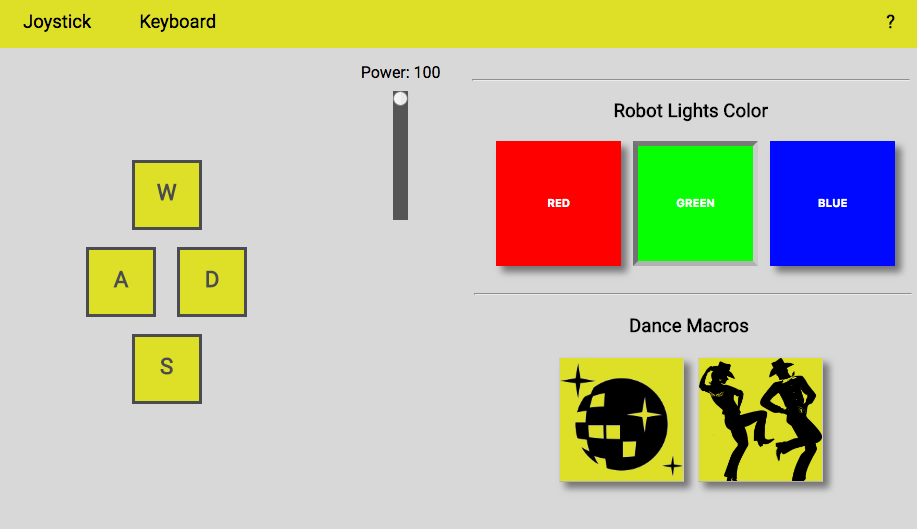 Joystick Keyboard ?
Power: 100
W
A D
S
Robot Lights Color
RED GREEN BLUE
Dance Macros